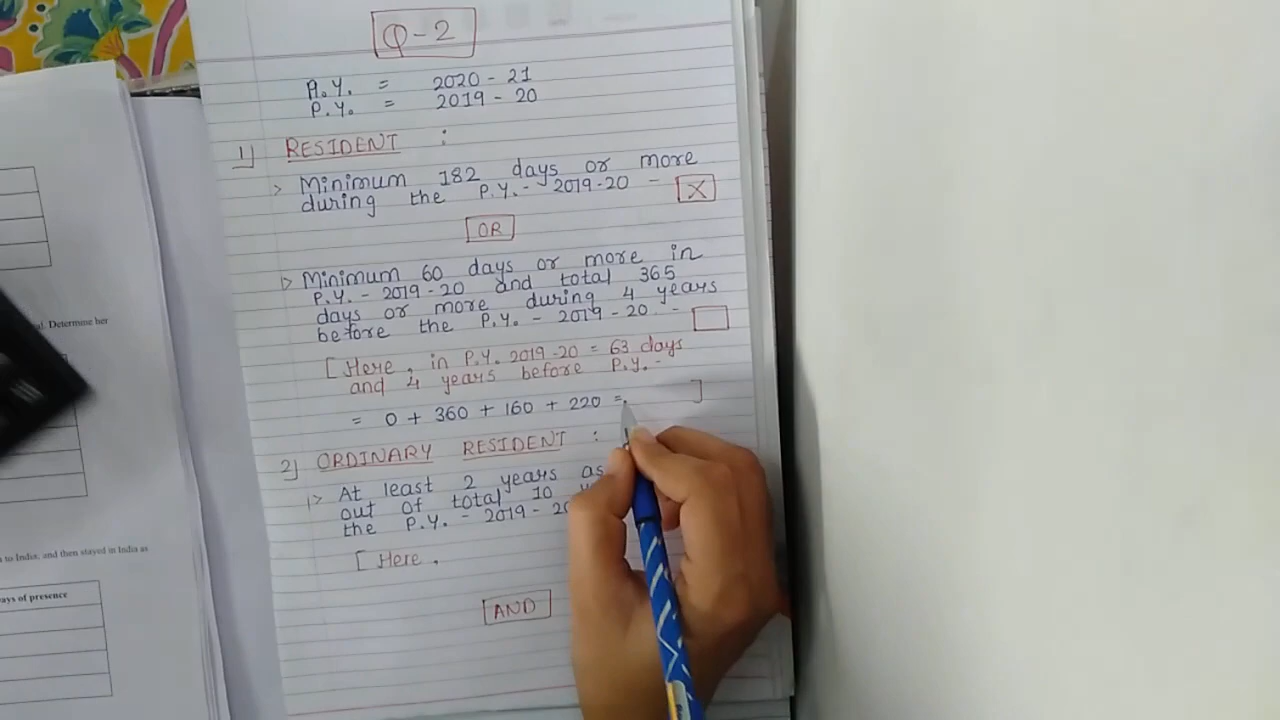 Q-2
A.Y. = 2020-21
P.Y. = 2019-20
1] RESIDENT :
> Minimum 182 days or more
during the P.Y. - 2019-20 - X
OR
> Minimum 60 days or more in
P.Y. - 2019-20 and total 365
days or more during 4 years
before the P.Y. - 2019-20 -
[Here, in P.Y. 2019-20 = 63 days
and 4 years before P.Y. -
= 0 + 360 + 160 + 220 = ]
2] ORDINARY RESIDENT :
1> At least 2 years as
out of total 10
the P.Y. - 2019-20
[Here,
AND
Determine her
to India, and then stayed in India as
days of presence